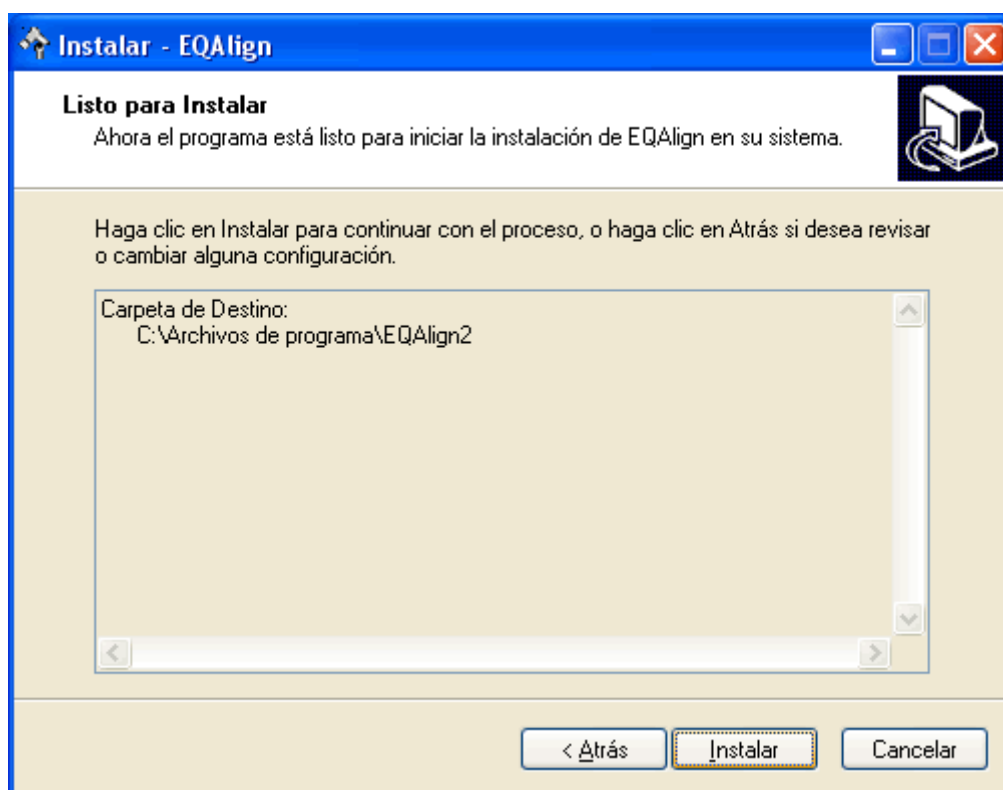 Instalar - EQAlign
Listo para Instalar
Ahora el programa está listo para iniciar la instalación de EQAlign en su sistema.
Haga clic en Instalar para continuar con el proceso, o haga clic en Atrás si desea revisar
o cambiar alguna configuración.
Carpeta de Destino:
C:\Archivos de programa\EQAlign2
< Atrás Instalar Cancelar